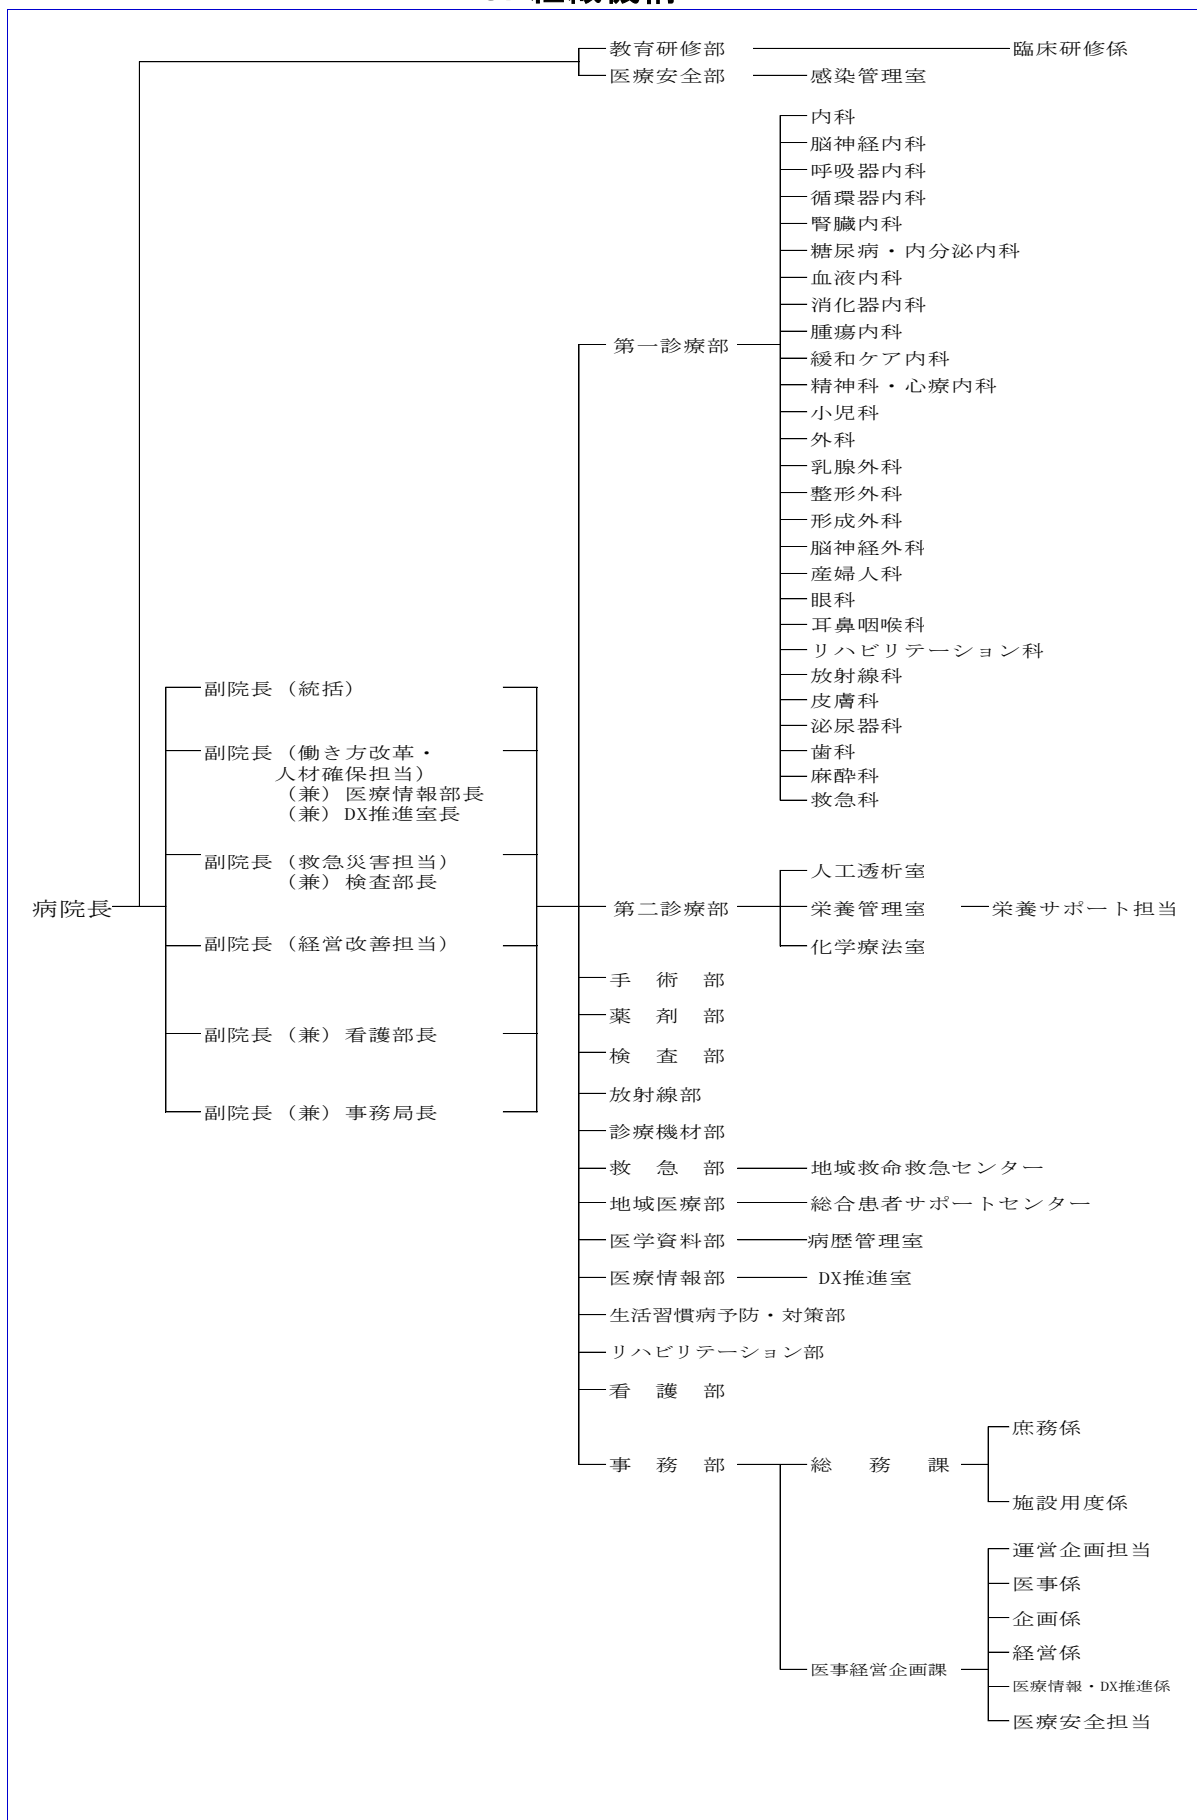 教育研修部 臨床研修係
医療安全部 感染管理室
内科
脳神経内科
呼吸器内科
循環器内科
腎臓内科
糖尿病・内分泌内科
血液内科
消化器内科
腫瘍内科
第一診療部
緩和ケア内科
精神科・心療内科
小児科
外科
乳腺外科
整形外科
形成外科
脳神経外科
産婦人科
眼科
耳鼻咽喉科
リハビリテーション科
放射線科
皮膚科
泌尿器科
歯科
麻酔科
救急科
副院長（統括）
副院長（働き方改革・
人材確保担当）
（兼）医療情報部長
（兼）DX推進室長
副院長（救急災害担当）
（兼）検査部長
病院長
副院長（経営改善担当）
副院長（兼）看護部長
副院長（兼）事務局長
人工透析室
第二診療部 栄養管理室 栄養サポート担当
化学療法室
手術部
薬剤部
検査部
放射線部
診療機材部
救急部 地域救命救急センター
地域医療部 総合患者サポートセンター
医学資料部 病歴管理室
医療情報部 DX推進室
生活習慣病予防・対策部
リハビリテーション部
看護部
庶務係
事務部 総務課
施設用度係
運営企画担当
医事係
企画係
経営係
医事経営企画課
医療情報・DX推進係
医療安全担当